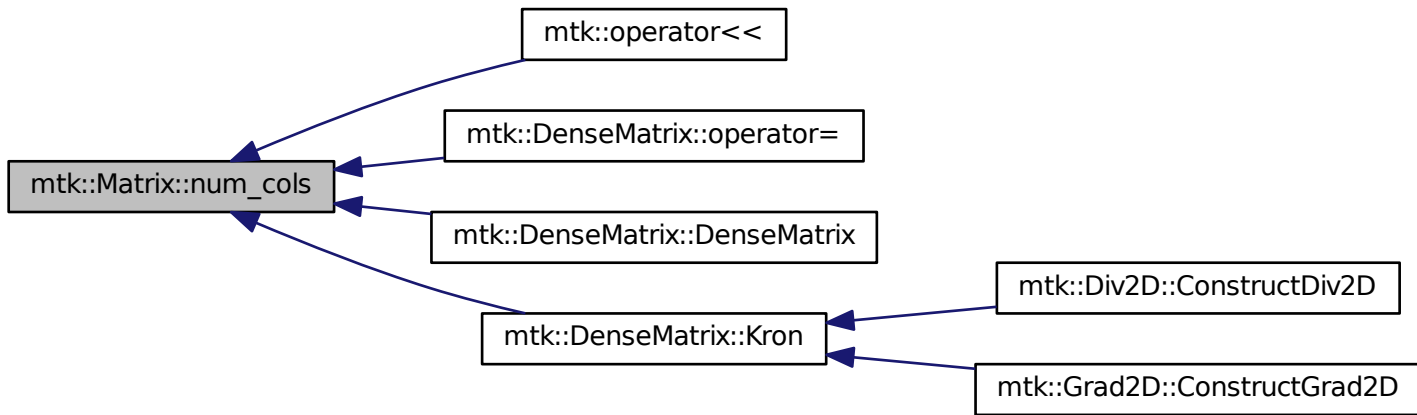 mtk::operator<<
mtk::DenseMatrix::operator=
mtk::Matrix::num_cols
mtk::DenseMatrix::DenseMatrix
mtk::Div2D::ConstructDiv2D
mtk::DenseMatrix::Kron
mtk::Grad2D::ConstructGrad2D